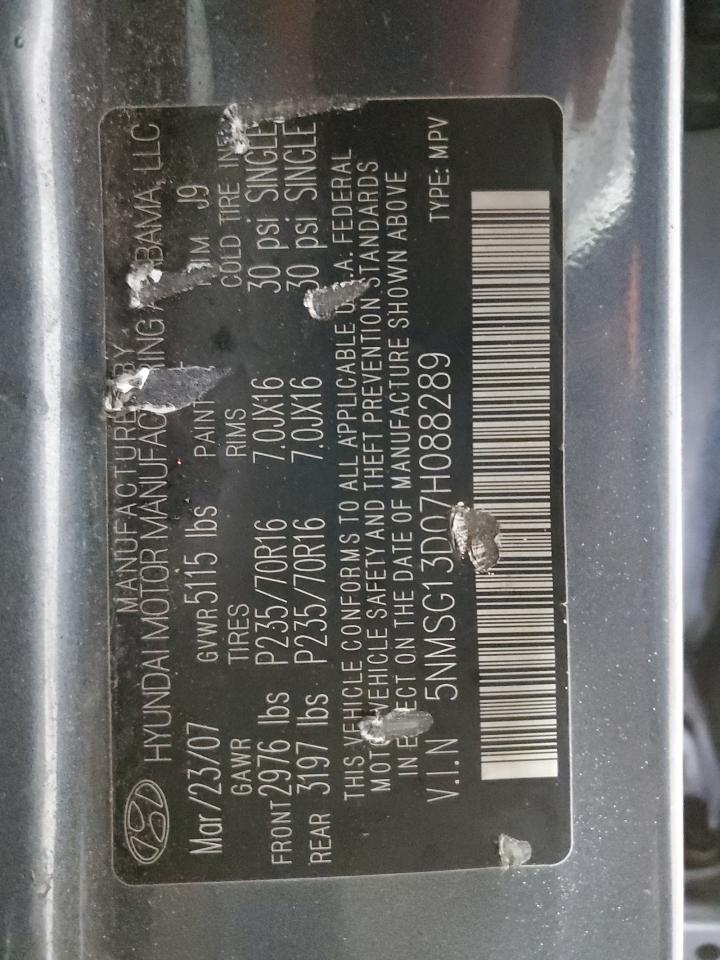 MANUFACTURED BY
HYUNDAI MOTOR MANUFACTURING ALABAMA, LLC
Mar/23/07 GVWR 5115 lbs PAINT TRIM J9
GAWR TIRES RIMS COLD TIRE
FRONT 2976 lbs P235/70R16 7.0JX16 30 psi SINGLE
REAR 3197 lbs P235/70R16 7.0JX16 30 psi SINGLE
THIS VEHICLE CONFORMS TO ALL APPLICABLE U.S.A. FEDERAL
MOTOR VEHICLE SAFETY AND THEFT PREVENTION STANDARDS
IN EFFECT ON THE DATE OF MANUFACTURE SHOWN ABOVE
V.I.N 5NMSG13D07H088289 TYPE: MPV